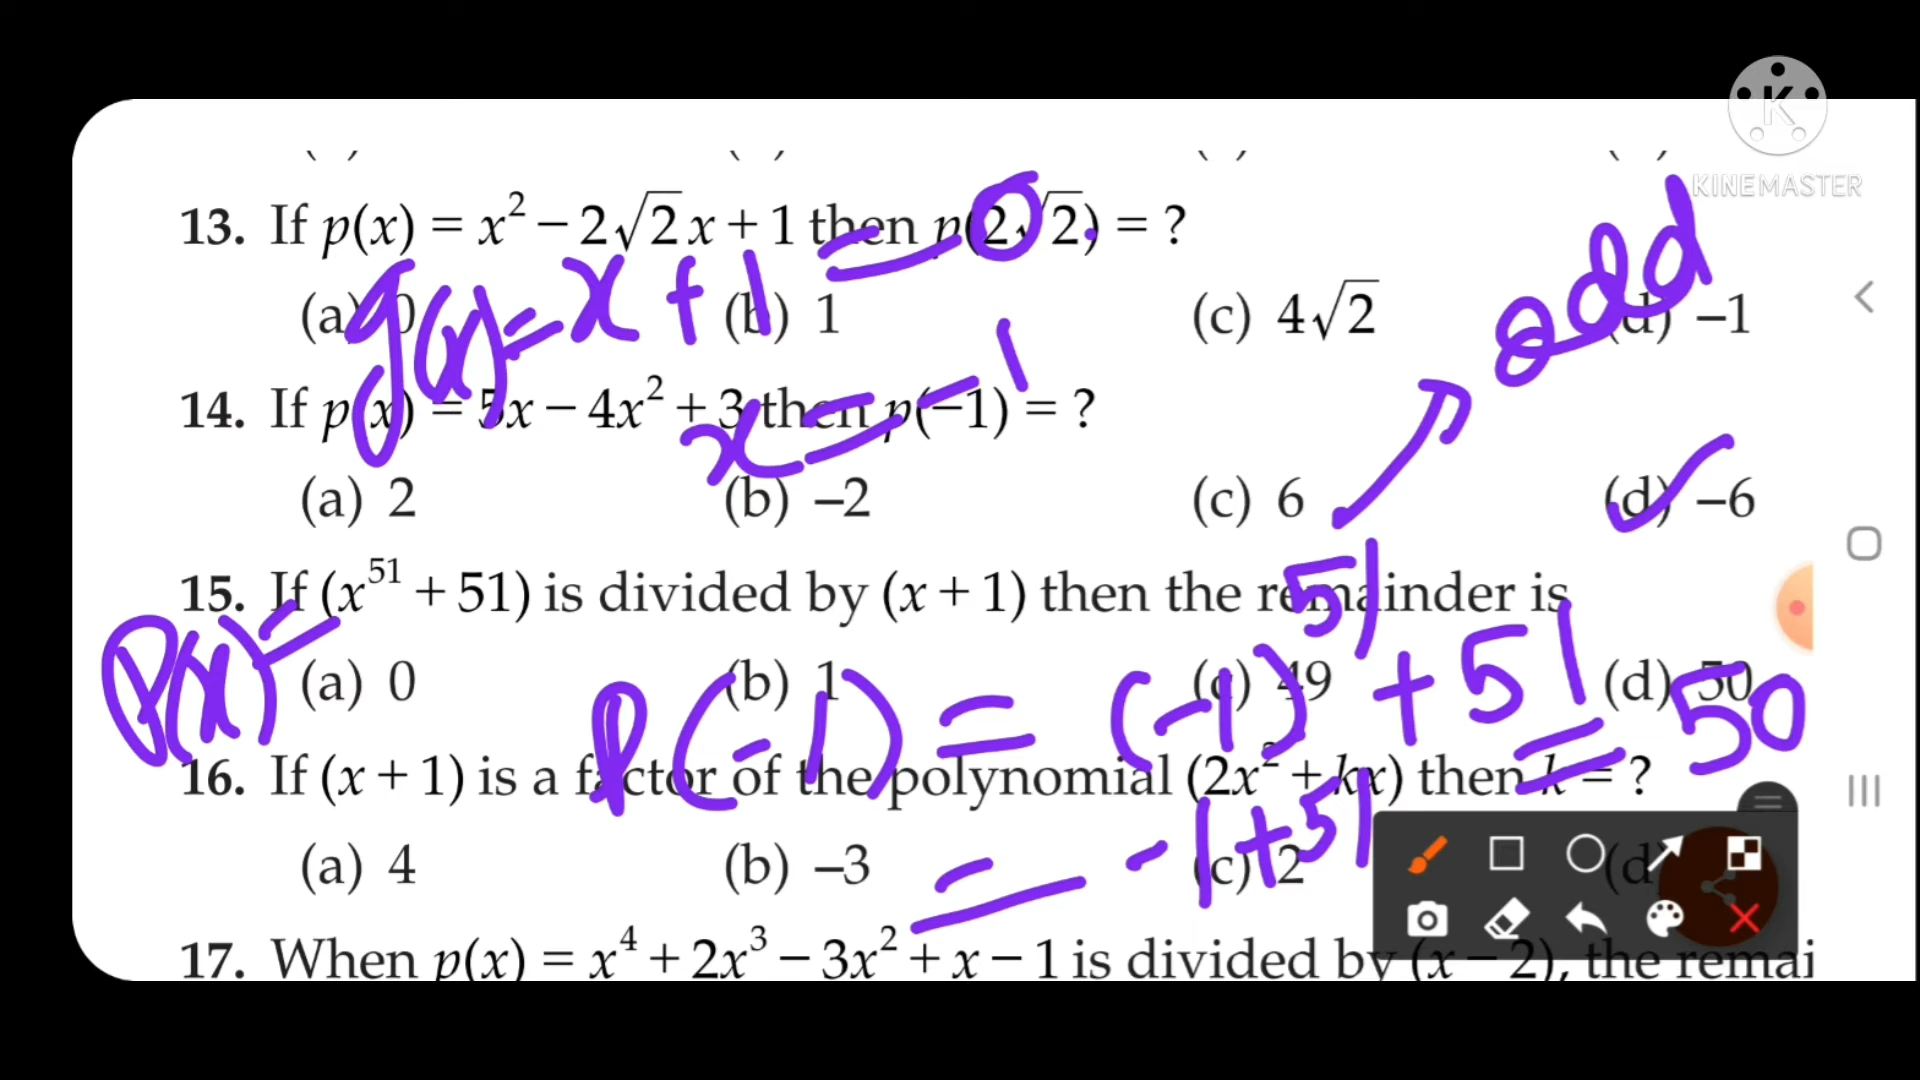 KINEMASTER
13. If p(x) = x² − 2√2x + 1 then p(2√2) = ?
(a) 0 (b) 1 (c) 4√2 (d) −1
g(x) = x + 1 = 0
add
14. If p(x) = 5x − 4x² + 3 then p(−1) = ?
x = −1
(a) 2 (b) −2 (c) 6 (d) −6
15. If (x⁵¹ + 51) is divided by (x + 1) then the remainder is
P(x) =
(a) 0 (b) 1 (c) 49 (d) 50
P(−1) = (−1)⁵¹ + 51 = 50
16. If (x + 1) is a factor of the polynomial (2x² + kx) then k = ?
= −1 + 51
(a) 4 (b) −3 (c) 2 (d)
17. When p(x) = x⁴ + 2x³ − 3x² + x − 1 is divided by (x − 2), the remai